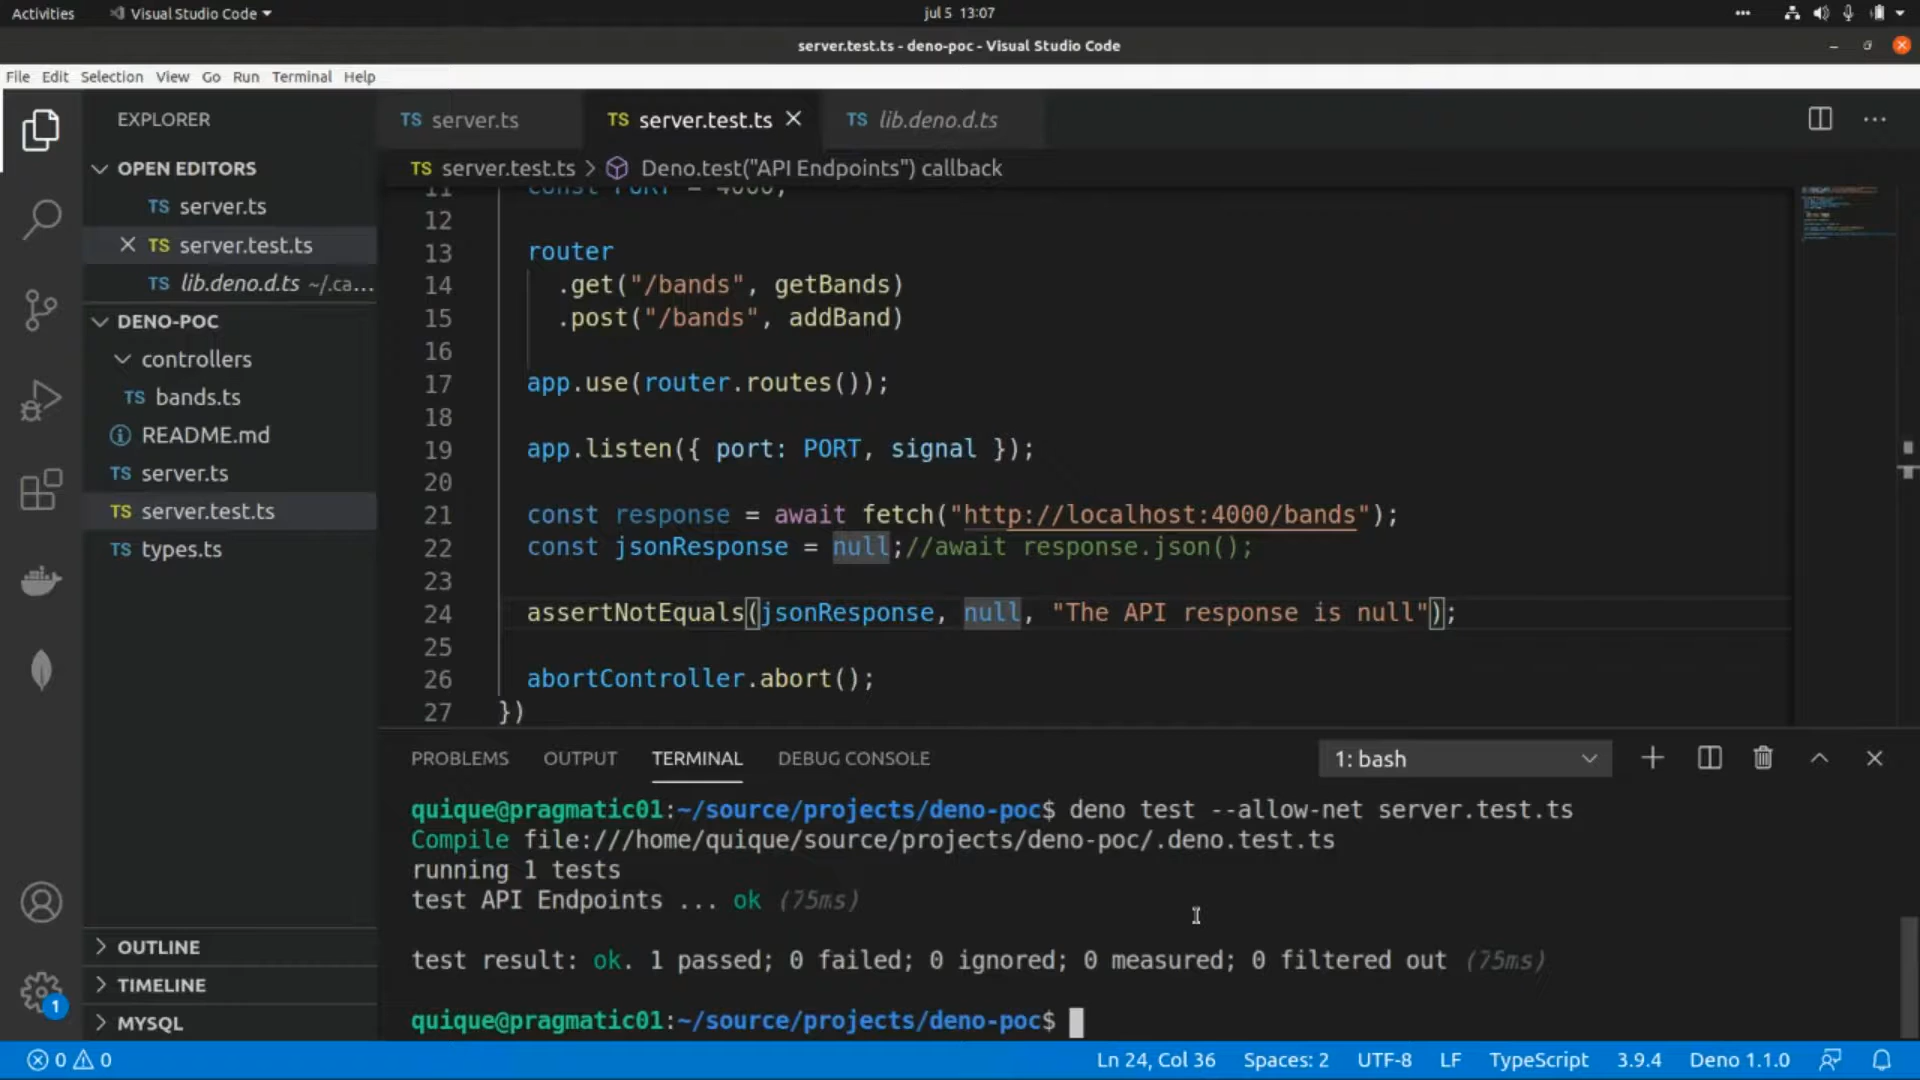 Activities
Visual Studio Code
jul 5 13:07
server.test.ts - deno-poc - Visual Studio Code
File Edit Selection View Go Run Terminal Help
EXPLORER
OPEN EDITORS
TS server.ts
TS server.test.ts
TS lib.deno.d.ts ~/.ca...
DENO-POC
controllers
TS bands.ts
README.md
TS server.ts
TS server.test.ts
TS types.ts
OUTLINE
TIMELINE
MYSQL
1
TS server.ts
TS server.test.ts
TS lib.deno.d.ts
TS server.test.ts > Deno.test("API Endpoints") callback
11 const PORT = 4000;
12
13 router
14 .get("/bands", getBands)
15 .post("/bands", addBand)
16
17 app.use(router.routes());
18
19 app.listen({ port: PORT, signal });
20
21 const response = await fetch("http://localhost:4000/bands");
22 const jsonResponse = null;//await response.json();
23
24 assertNotEquals(jsonResponse, null, "The API response is null");
25
26 abortController.abort();
27 })
PROBLEMS OUTPUT TERMINAL DEBUG CONSOLE
1: bash
quique@pragmatic01:~/source/projects/deno-poc$ deno test --allow-net server.test.ts
Compile file:///home/quique/source/projects/deno-poc/.deno.test.ts
running 1 tests
test API Endpoints ... ok (75ms)
test result: ok. 1 passed; 0 failed; 0 ignored; 0 measured; 0 filtered out (75ms)
quique@pragmatic01:~/source/projects/deno-poc$
0 0
Ln 24, Col 36 Spaces: 2 UTF-8 LF TypeScript 3.9.4 Deno 1.1.0